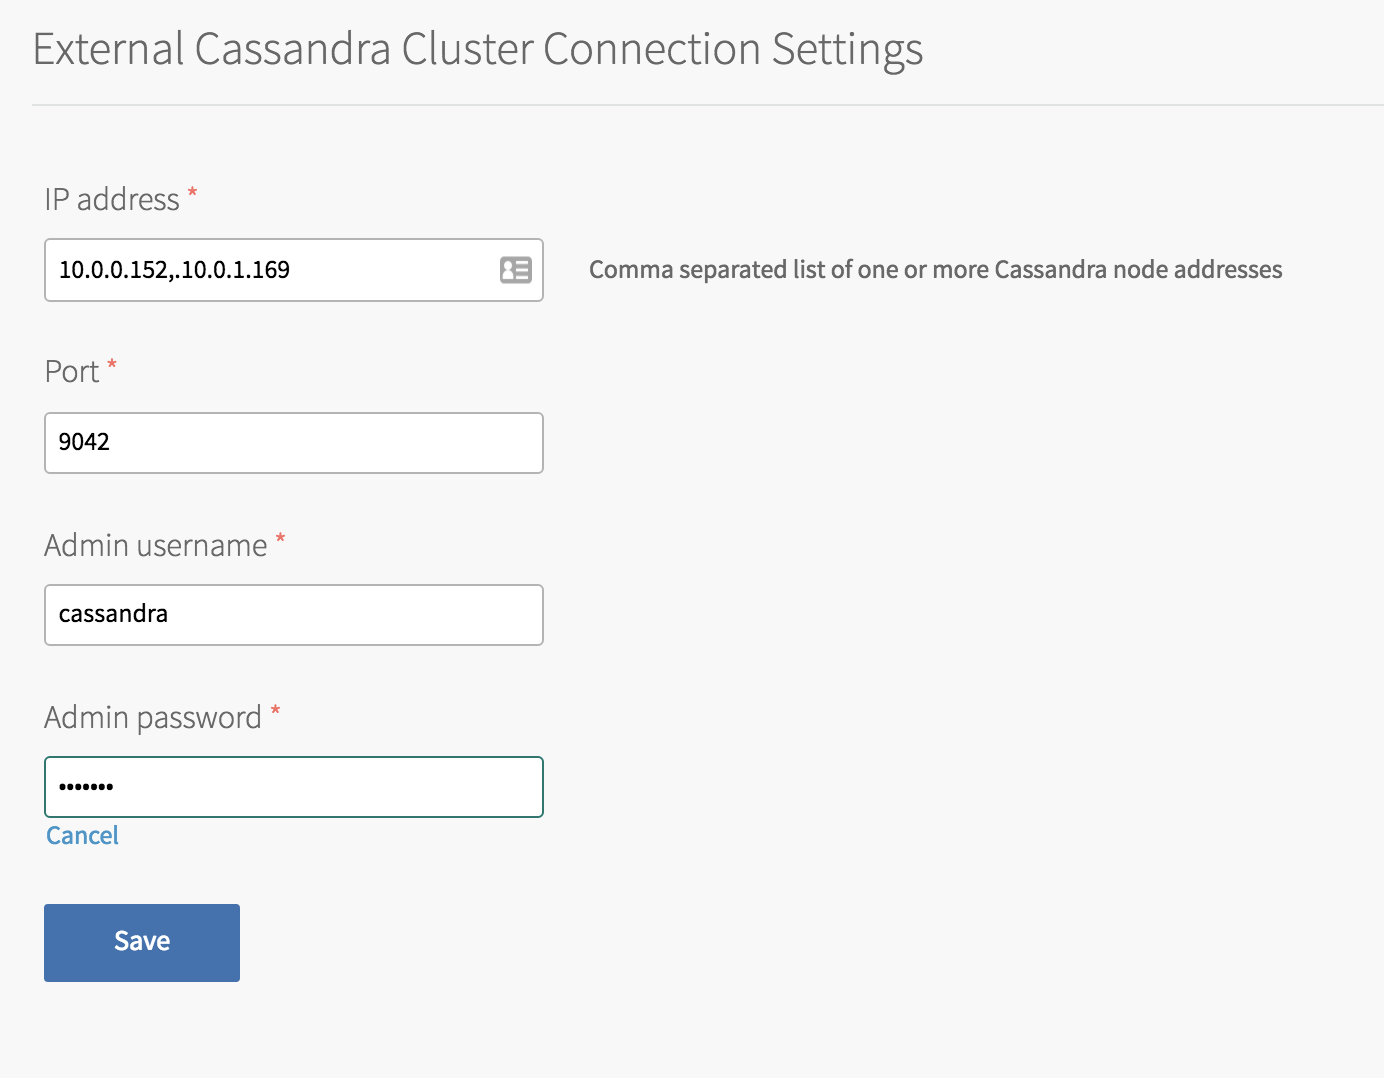 External Cassandra Cluster Connection Settings
IP address *
10.0.0.152,.10.0.1.169
Comma separated list of one or more Cassandra node addresses
Port *
9042
Admin username *
cassandra
Admin password *
•••••••
Cancel
Save